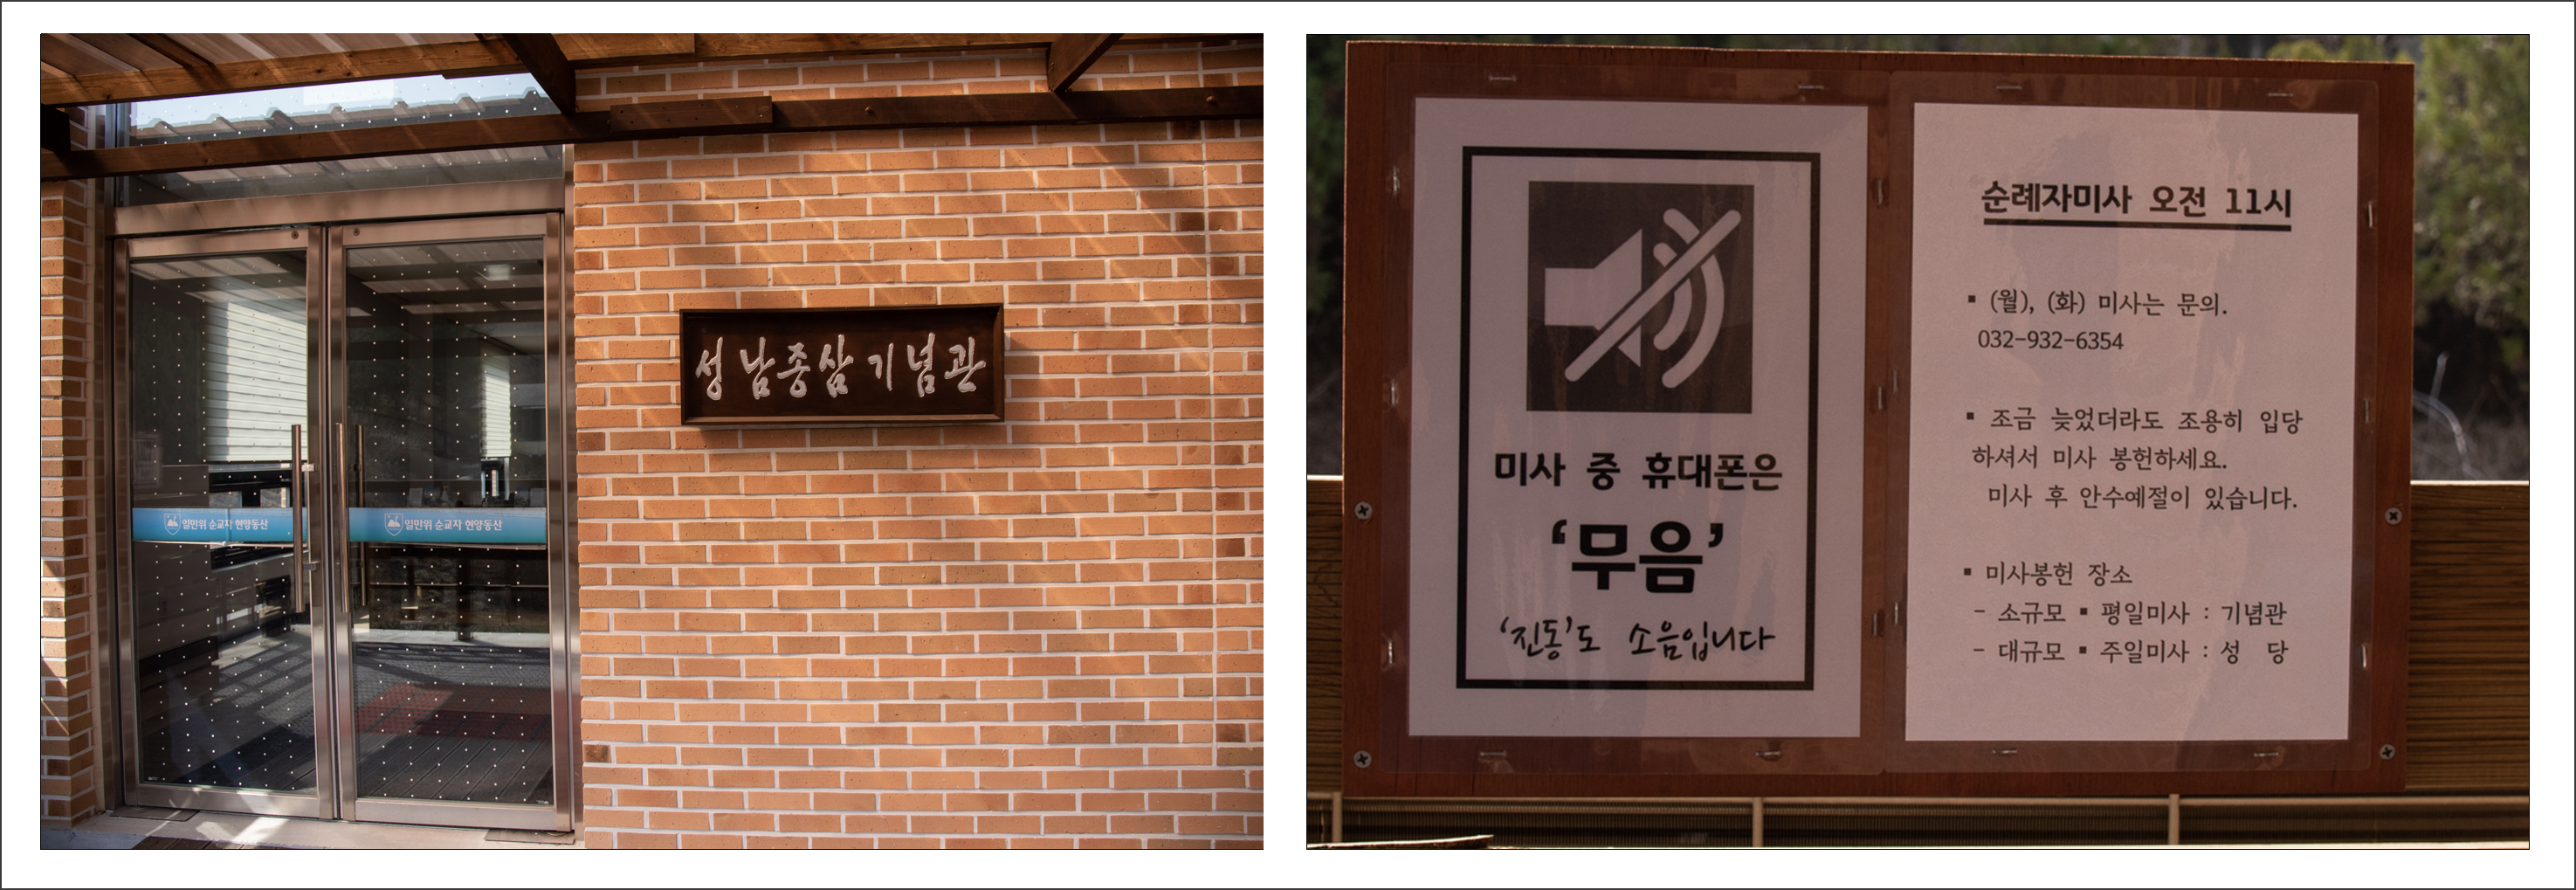 성남종삼기념관
일만위 순교자 현양동산
일만위 순교자 현양동산
미사 중 휴대폰은
‘무음’
‘진동’도 소음입니다
순례자미사 오전 11시
▪ (월), (화) 미사는 문의.
032-932-6354
▪ 조금 늦었더라도 조용히 입당
하셔서 미사 봉헌하세요.
미사 후 안수예절이 있습니다.
▪ 미사봉헌 장소
- 소규모 ▪ 평일미사 : 기념관
- 대규모 ▪ 주일미사 : 성 당